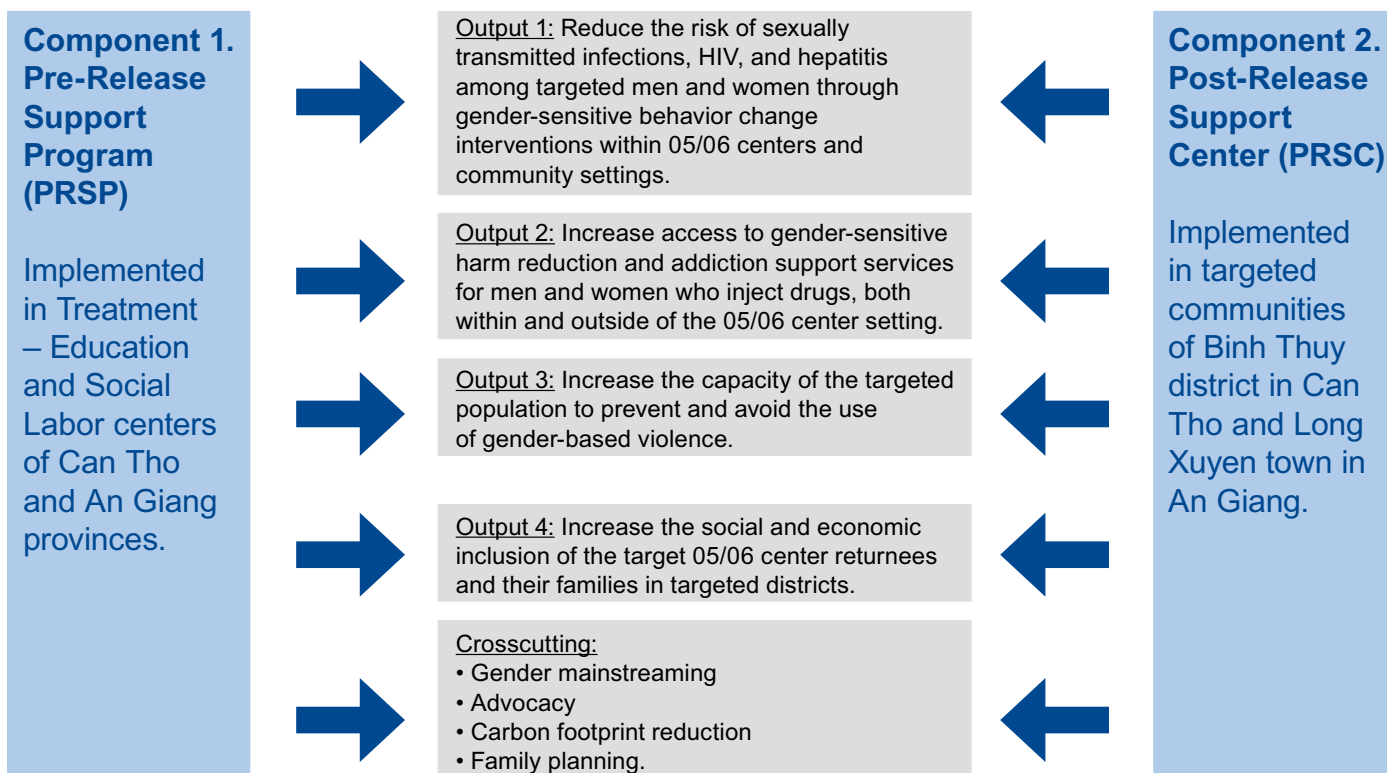 Component 1.
Pre-Release
Support
Program
(PRSP)
Implemented
in Treatment
– Education
and Social
Labor centers
of Can Tho
and An Giang
provinces.
Output 1: Reduce the risk of sexually
transmitted infections, HIV, and hepatitis
among targeted men and women through
gender-sensitive behavior change
interventions within 05/06 centers and
community settings.
Output 2: Increase access to gender-sensitive
harm reduction and addiction support services
for men and women who inject drugs, both
within and outside of the 05/06 center setting.
Output 3: Increase the capacity of the targeted
population to prevent and avoid the use
of gender-based violence.
Output 4: Increase the social and economic
inclusion of the target 05/06 center returnees
and their families in targeted districts.
Crosscutting:
• Gender mainstreaming
• Advocacy
• Carbon footprint reduction
• Family planning.
Component 2.
Post-Release
Support
Center (PRSC)
Implemented
in targeted
communities
of Binh Thuy
district in Can
Tho and Long
Xuyen town in
An Giang.